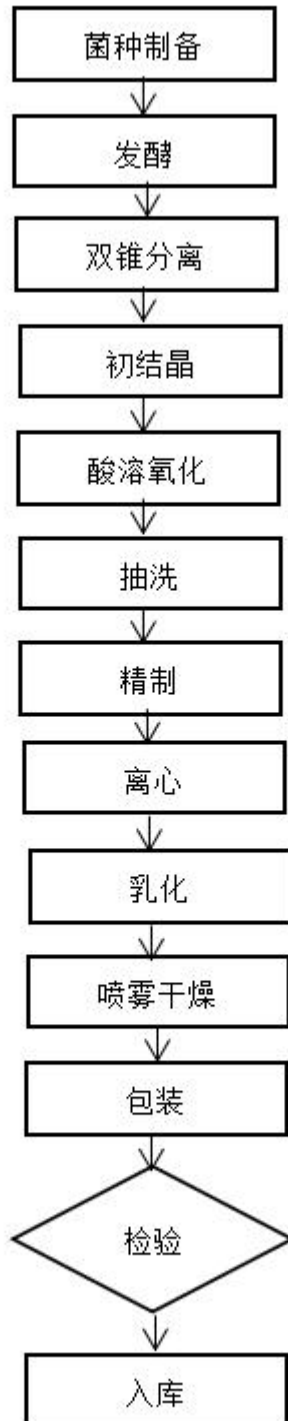 菌种制备
发酵
双锥分离
初结晶
酸溶氧化
抽洗
精制
离心
乳化
喷雾干燥
包装
检验
入库